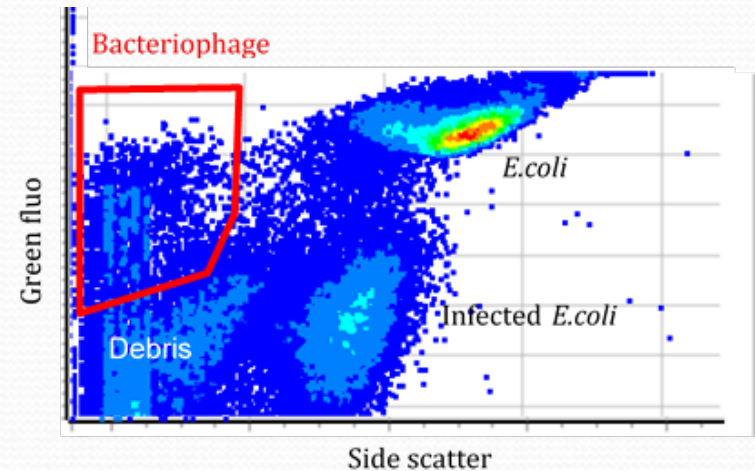 Bacteriophage
E.coli
Green fluo
Infected E.coli
Debris
Side scatter